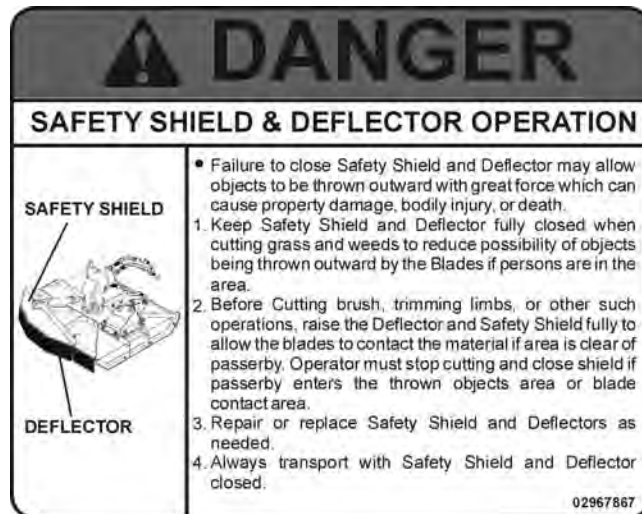 DANGER
SAFETY SHIELD & DEFLECTOR OPERATION
SAFETY SHIELD
DEFLECTOR
• Failure to close Safety Shield and Deflector may allow
objects to be thrown outward with great force which can
cause property damage, bodily injury, or death.
1. Keep Safety Shield and Deflector fully closed when
cutting grass and weeds to reduce possibility of objects
being thrown outward by the Blades if persons are in the
area.
2. Before Cutting brush, trimming limbs, or other such
operations, raise the Deflector and Safety Shield fully to
allow the blades to contact the material if area is clear of
passerby. Operator must stop cutting and close shield if
passerby enters the thrown objects area or blade
contact area.
3. Repair or replace Safety Shield and Deflectors as
needed.
4. Always transport with Safety Shield and Deflector
closed.
02967867